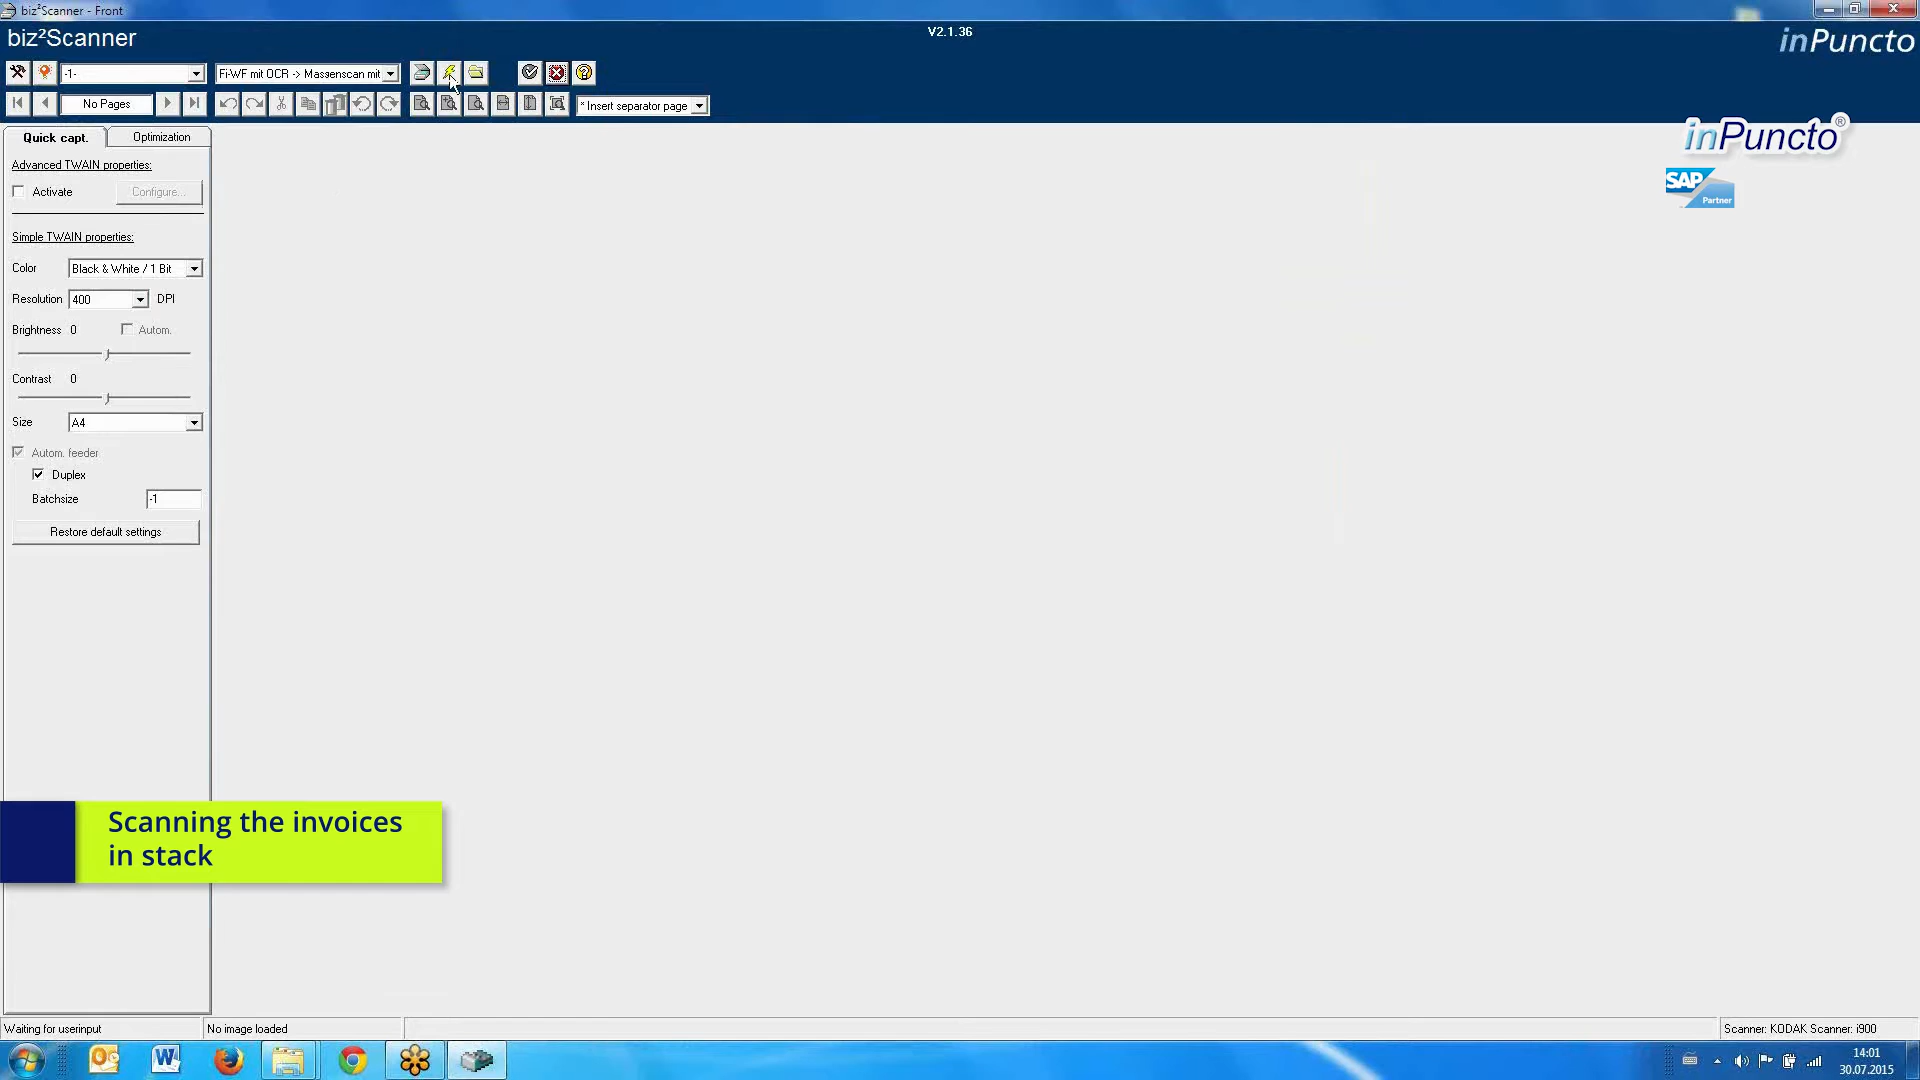 biz²Scanner - Front
biz²Scanner
V2.1.36
inPuncto
-1-
Fi-WF mit OCR -> Massenscan mit
No Pages
* Insert separator page
Quick capt.
Optimization
inPuncto®
SAP
Partner
Advanced TWAIN properties:
Activate
Configure...
Simple TWAIN properties:
Color
Black & White / 1 Bit
Resolution
400
DPI
Brightness 0
Autom.
Contrast 0
Size
A4
Autom. feeder
Duplex
Batchsize
-1
Restore default settings
Scanning the invoices
in stack
Waiting for userinput
No image loaded
Scanner: KODAK Scanner: i900
14:01
30.07.2015